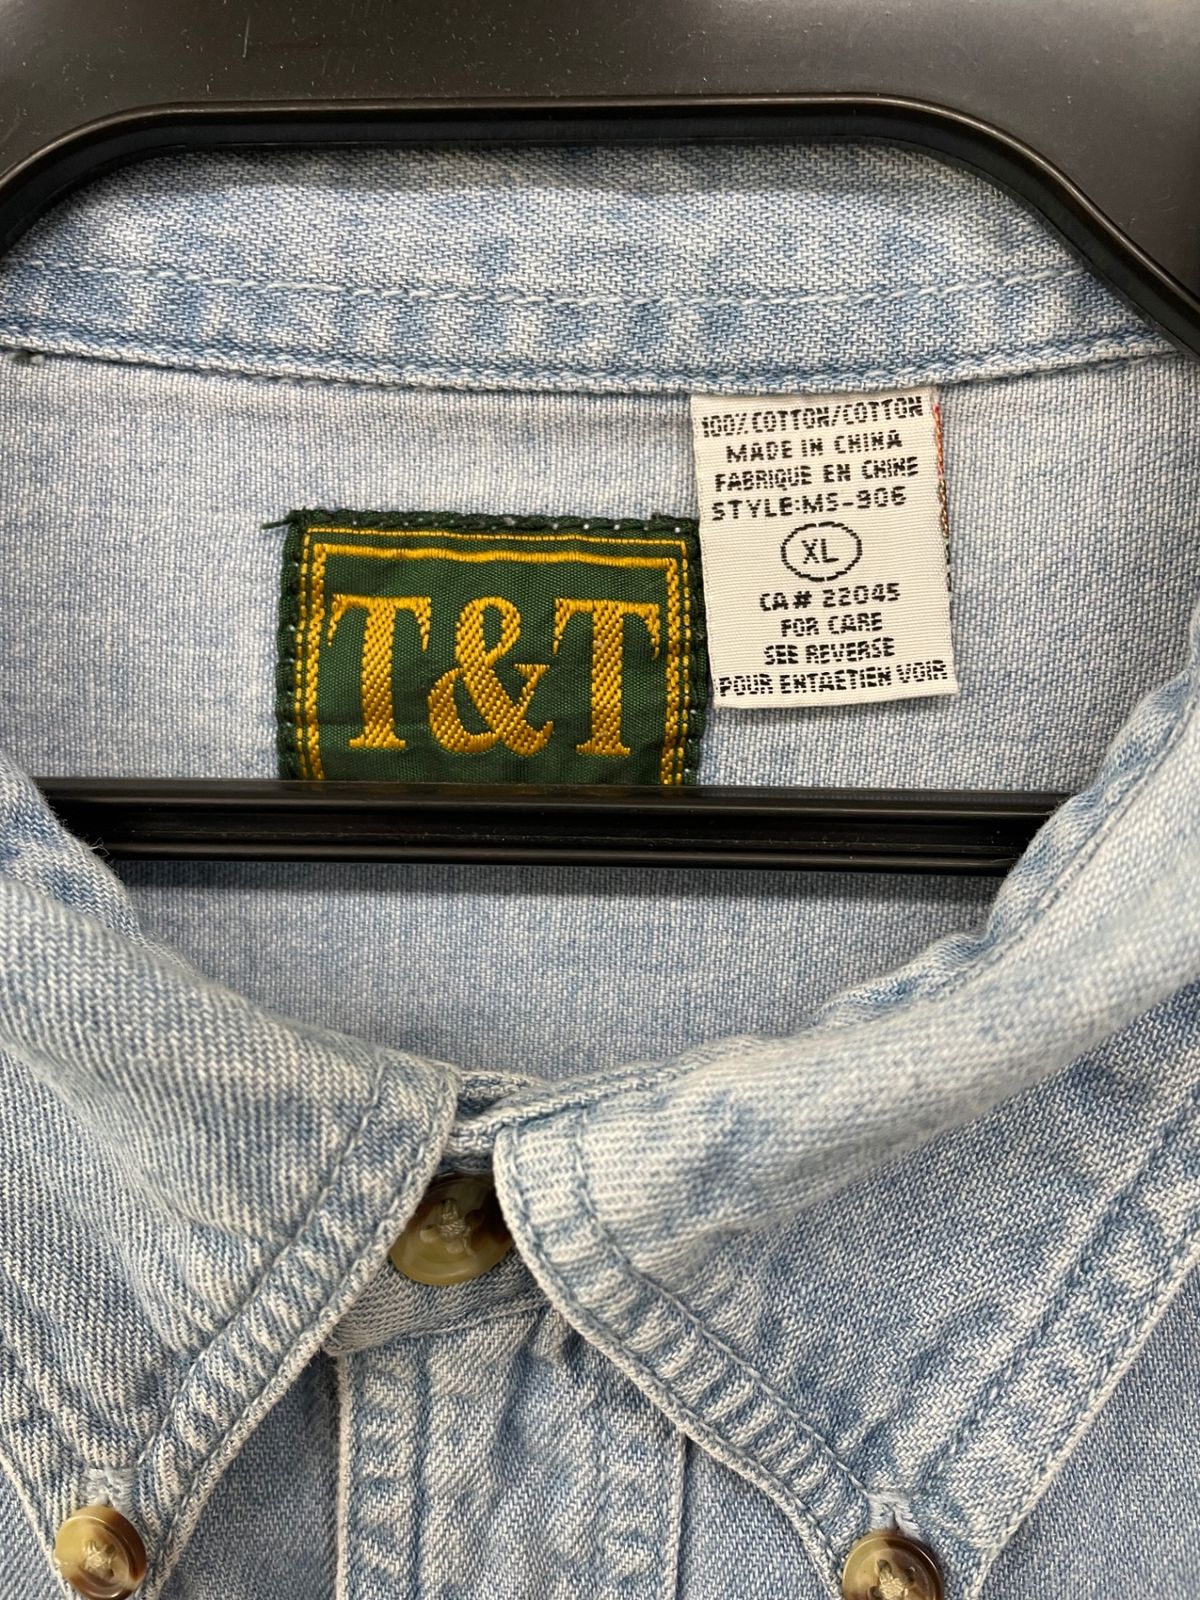 T&T
100% COTTON/COTTON
MADE IN CHINA
FABRIQUE EN CHINE
STYLE:MS-906
XL
CA# 22045
FOR CARE
SEE REVERSE
POUR ENTAETIEN VOIR